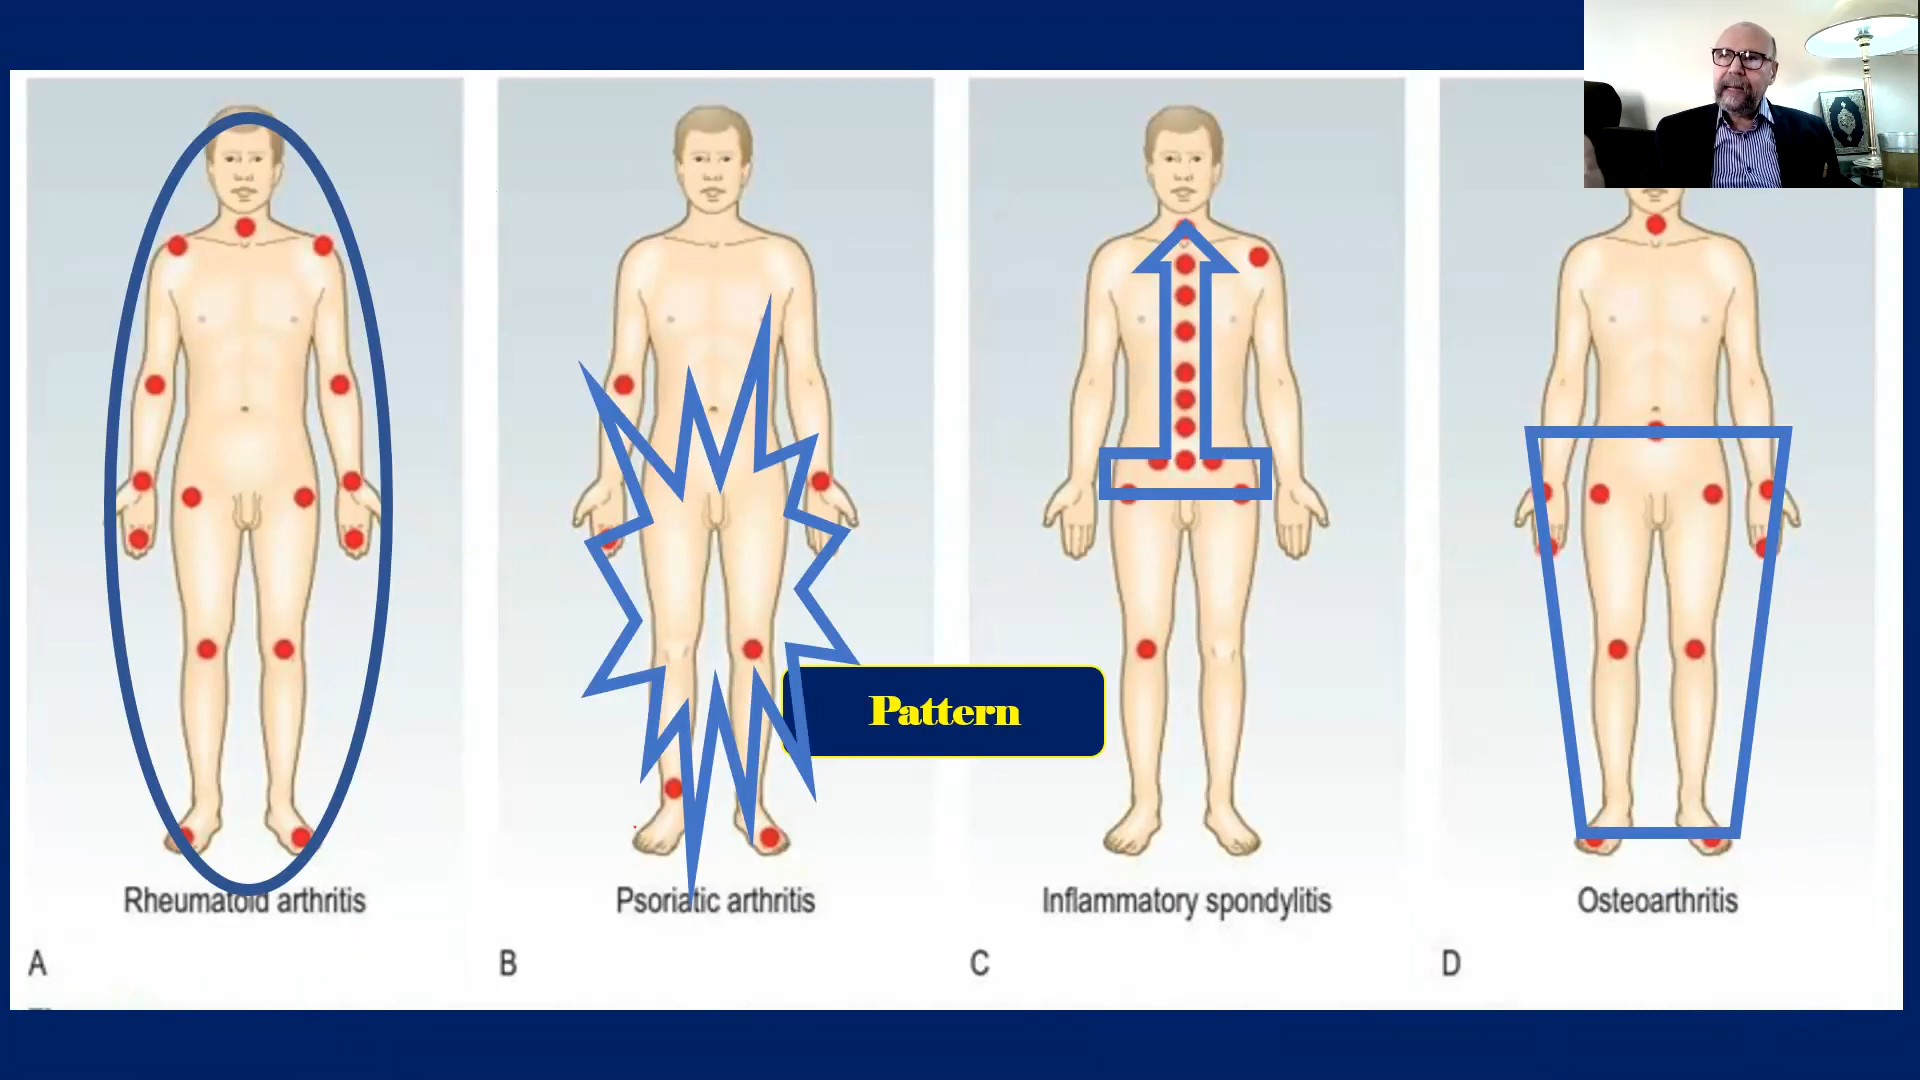 Pattern
Rheumatoid arthritis
Psoriatic arthritis
Inflammatory spondylitis
Osteoarthritis
A
B
C
D